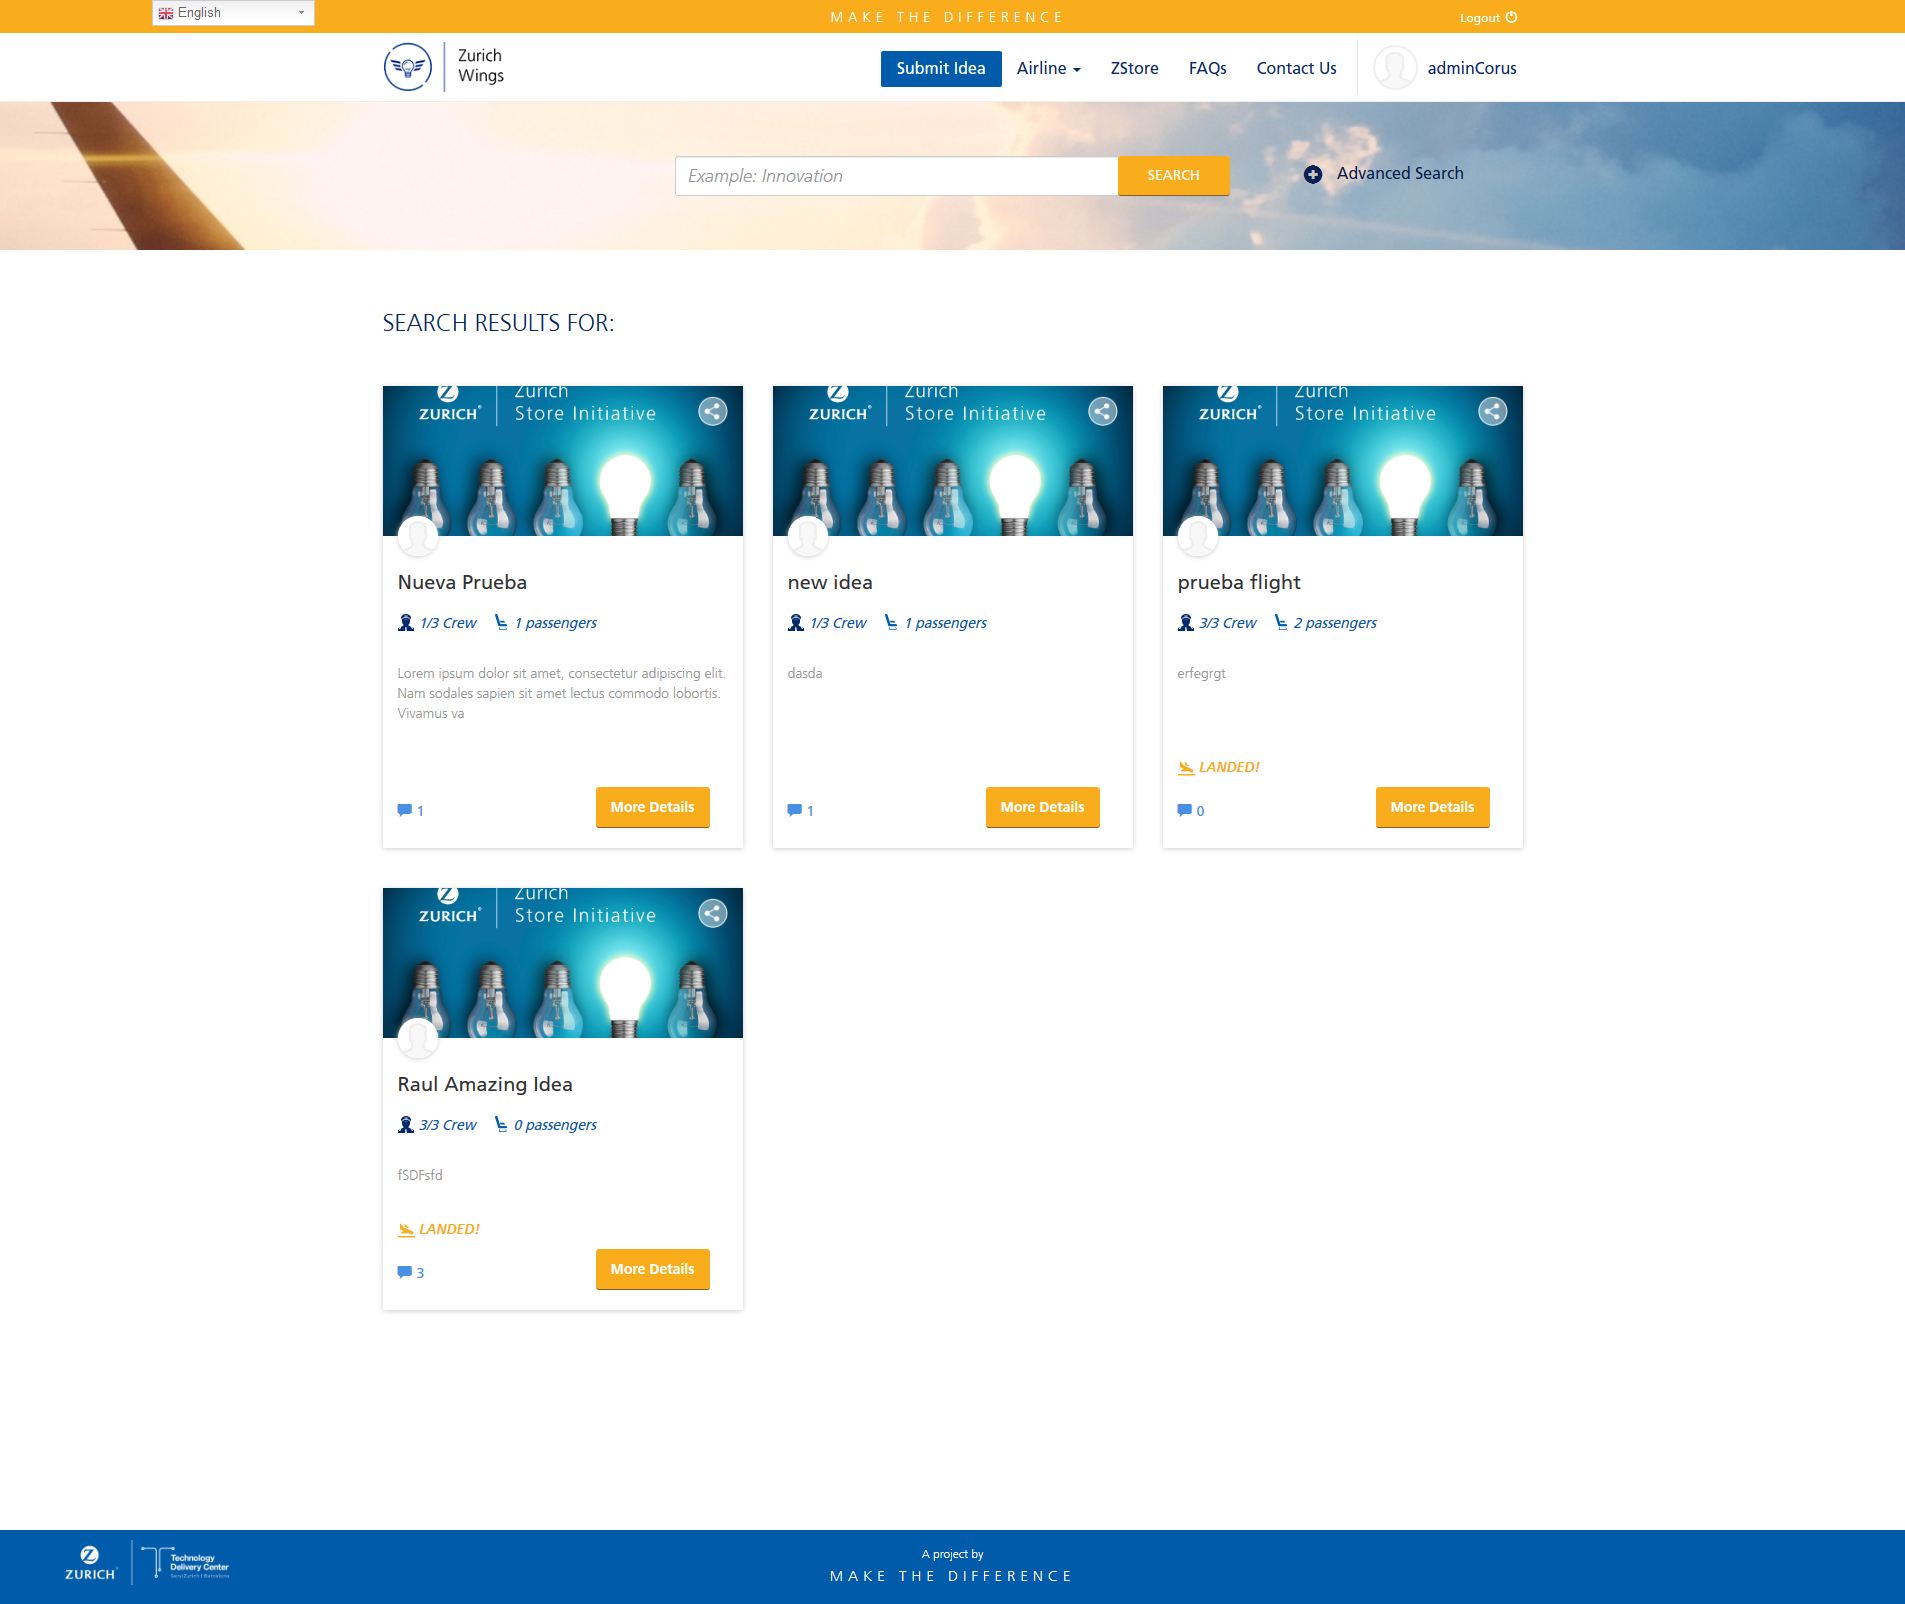 English
MAKE THE DIFFERENCE
Logout
Zurich
Wings
Submit Idea
Airline
ZStore
FAQs
Contact Us
adminCorus
Example: Innovation
SEARCH
Advanced Search
SEARCH RESULTS FOR:
ZURICH®
Zurich
Store Initiative
ZURICH®
Zurich
Store Initiative
ZURICH®
Zurich
Store Initiative
Nueva Prueba
1/3 Crew 1 passengers
Lorem ipsum dolor sit amet, consectetur adipiscing elit.
Nam sodales sapien sit amet lectus commodo lobortis.
Vivamus va
1
More Details
new idea
1/3 Crew 1 passengers
dasda
1
More Details
prueba flight
3/3 Crew 2 passengers
erfegrgt
LANDED!
0
More Details
ZURICH®
Zurich
Store Initiative
Raul Amazing Idea
3/3 Crew 0 passengers
fSDFsfd
LANDED!
3
More Details
ZURICH
Technology
Delivery Center
A project by
MAKE THE DIFFERENCE